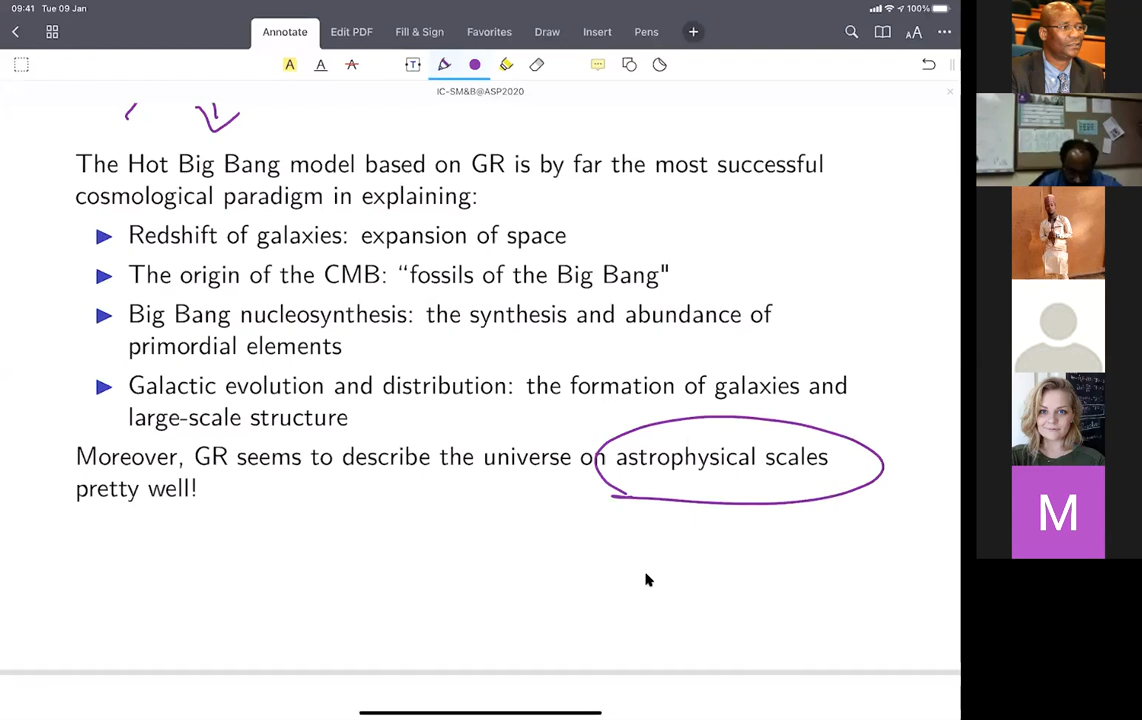 09:41 Tue 09 Jan
100%
Annotate Edit PDF Fill & Sign Favorites Draw Insert Pens
IC-SM&B@ASP2020
The Hot Big Bang model based on GR is by far the most successful
cosmological paradigm in explaining:
Redshift of galaxies: expansion of space
The origin of the CMB: “fossils of the Big Bang"
Big Bang nucleosynthesis: the synthesis and abundance of
primordial elements
Galactic evolution and distribution: the formation of galaxies and
large-scale structure
Moreover, GR seems to describe the universe on astrophysical scales
pretty well!
M